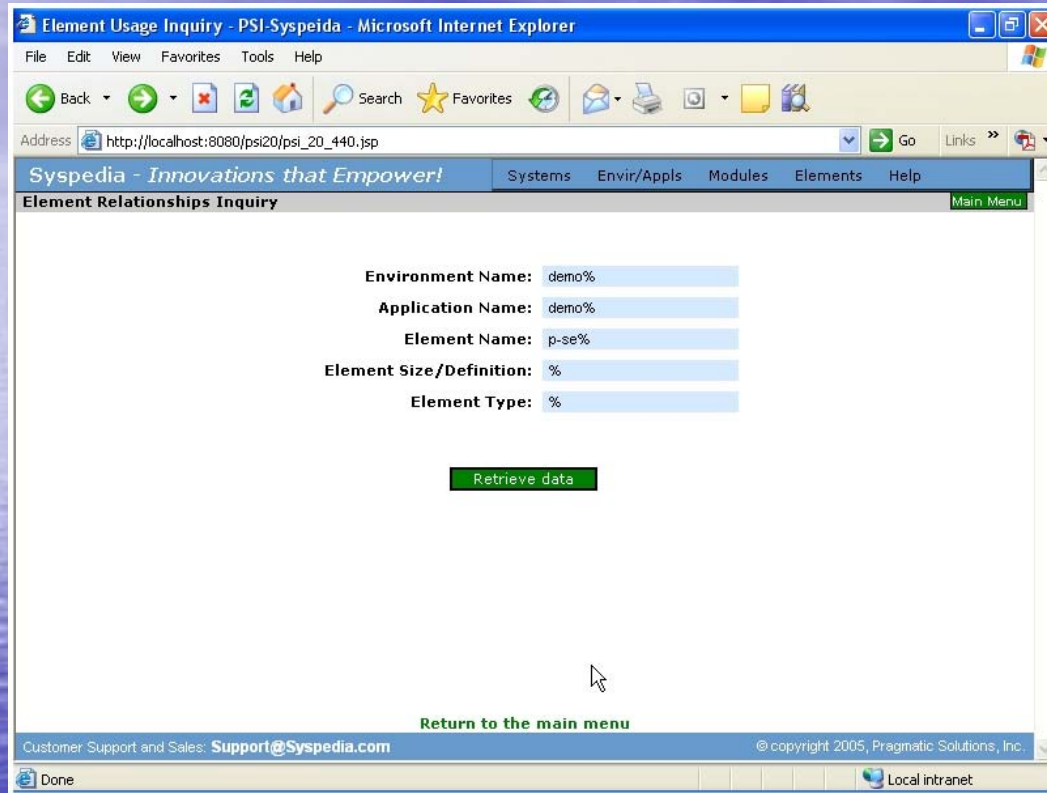 Element Usage Inquiry - PSI-Syspeida - Microsoft Internet Explorer
File Edit View Favorites Tools Help
Back Search Favorites
Address http://localhost:8080/psi20/psi_20_440.jsp Go Links »
Syspedia - Innovations that Empower! Systems Envir/Appls Modules Elements Help
Element Relationships Inquiry Main Menu
Environment Name: demo%
Application Name: demo%
Element Name: p-se%
Element Size/Definition: %
Element Type: %
Retrieve data
Return to the main menu
Customer Support and Sales: Support@Syspedia.com © copyright 2005, Pragmatic Solutions, Inc.
Done Local intranet